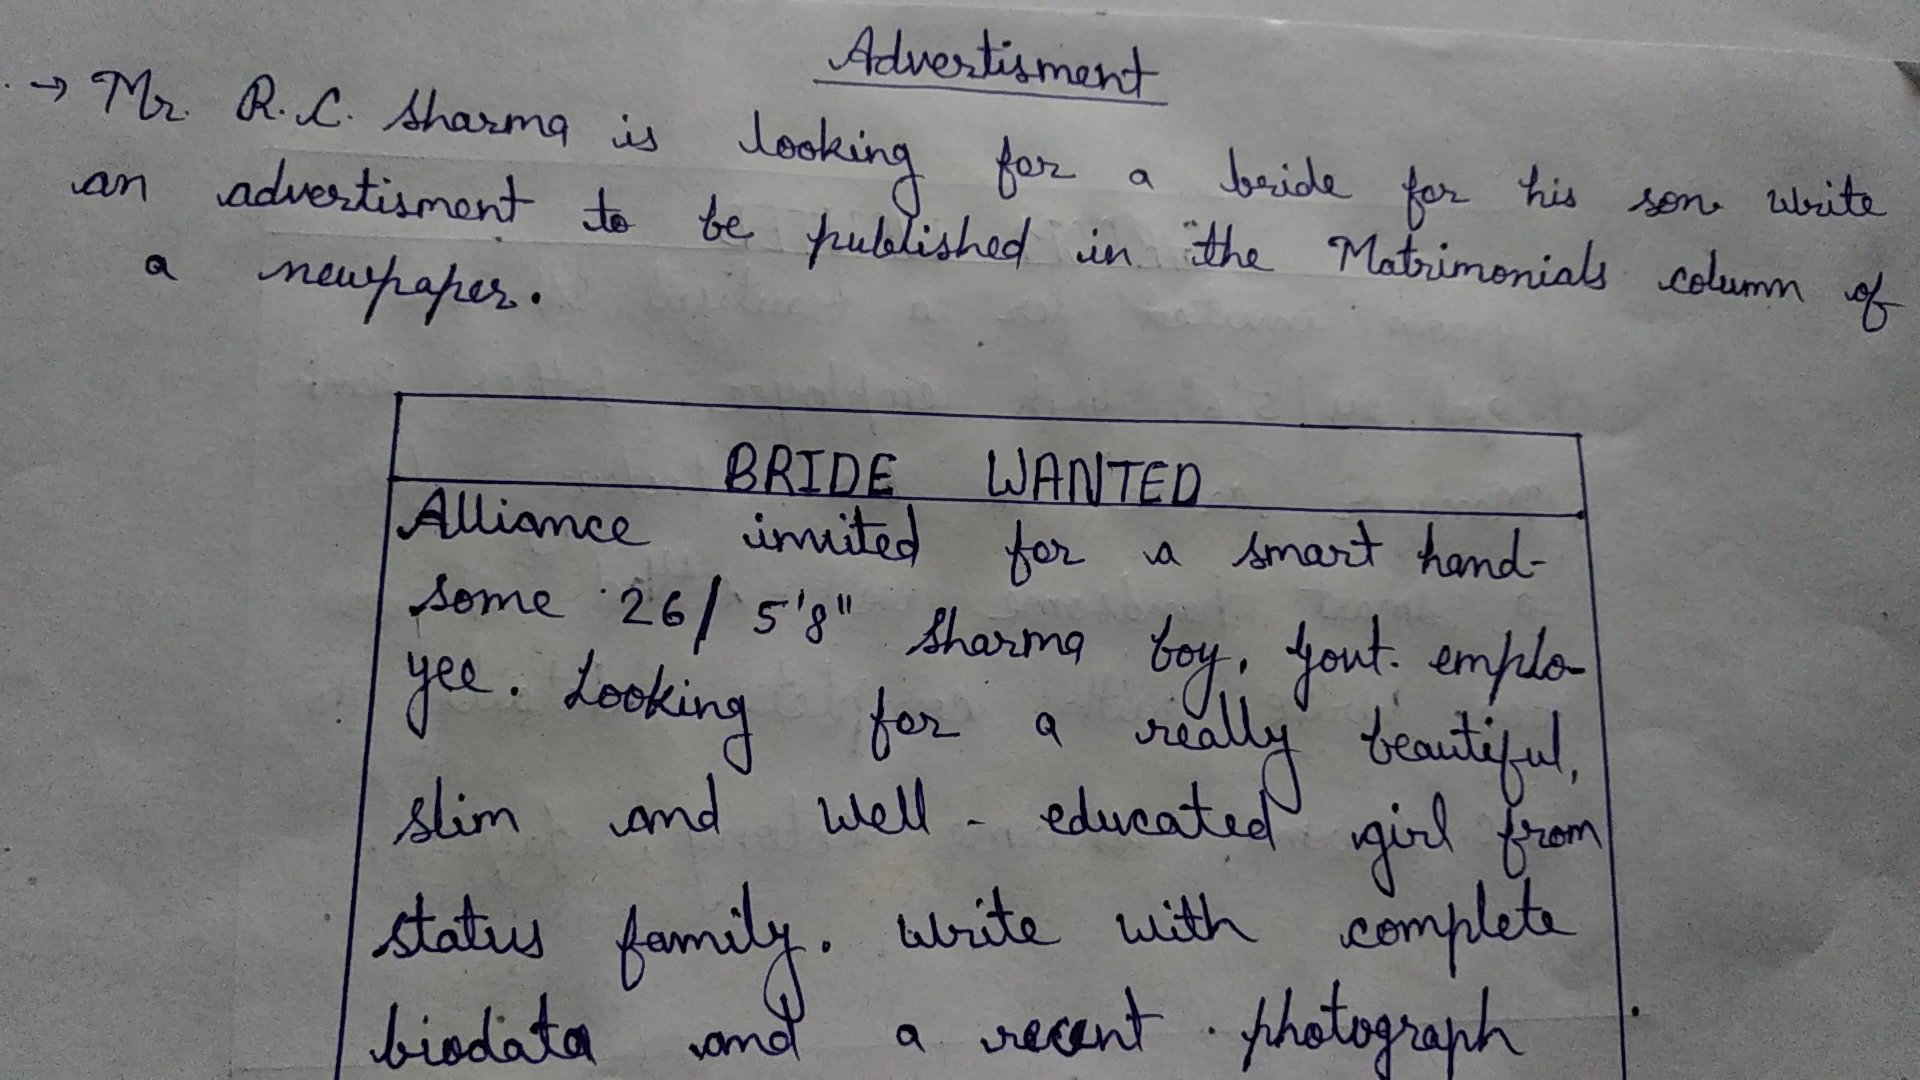 Advertisment
→ Mr. R.C. Sharma is looking for a bride for his son write
an advertisment to be published in the Matrimonials column of
a newpaper.
BRIDE WANTED
Alliance invited for a smart hand-
some 26/5'8" Sharma boy, Govt. emplo-
yee. Looking for a really beautiful,
slim and well-educated girl from
status family. Write with complete
biodata and a recent photograph